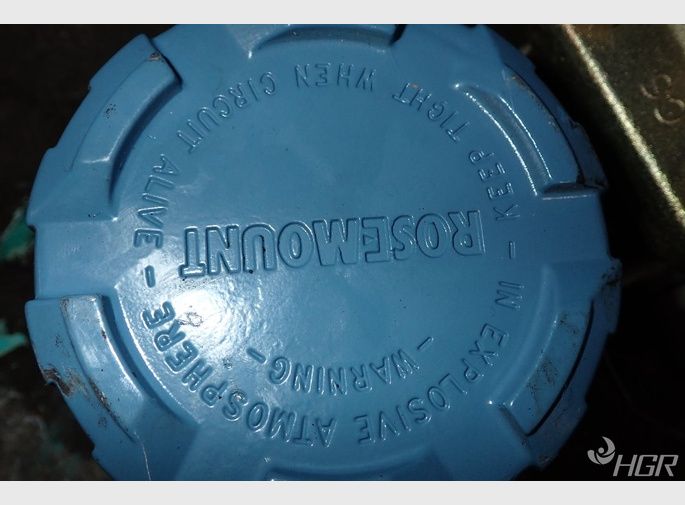 - IN EXPLOSIVE ATMOSPHERE -
- WARNING -
ROSEMOUNT
KEEP TIGHT WHEN CIRCUIT ALIVE
HGR